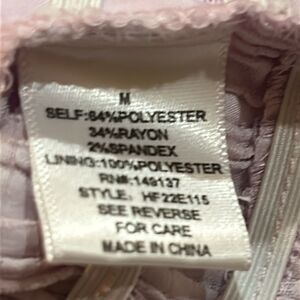 M
SELF:64%POLYESTER
34%RAYON
2%SPANDEX
LINING:100%POLYESTER
RN#:149137
STYLE: HF22E115
SEE REVERSE
FOR CARE
MADE IN CHINA